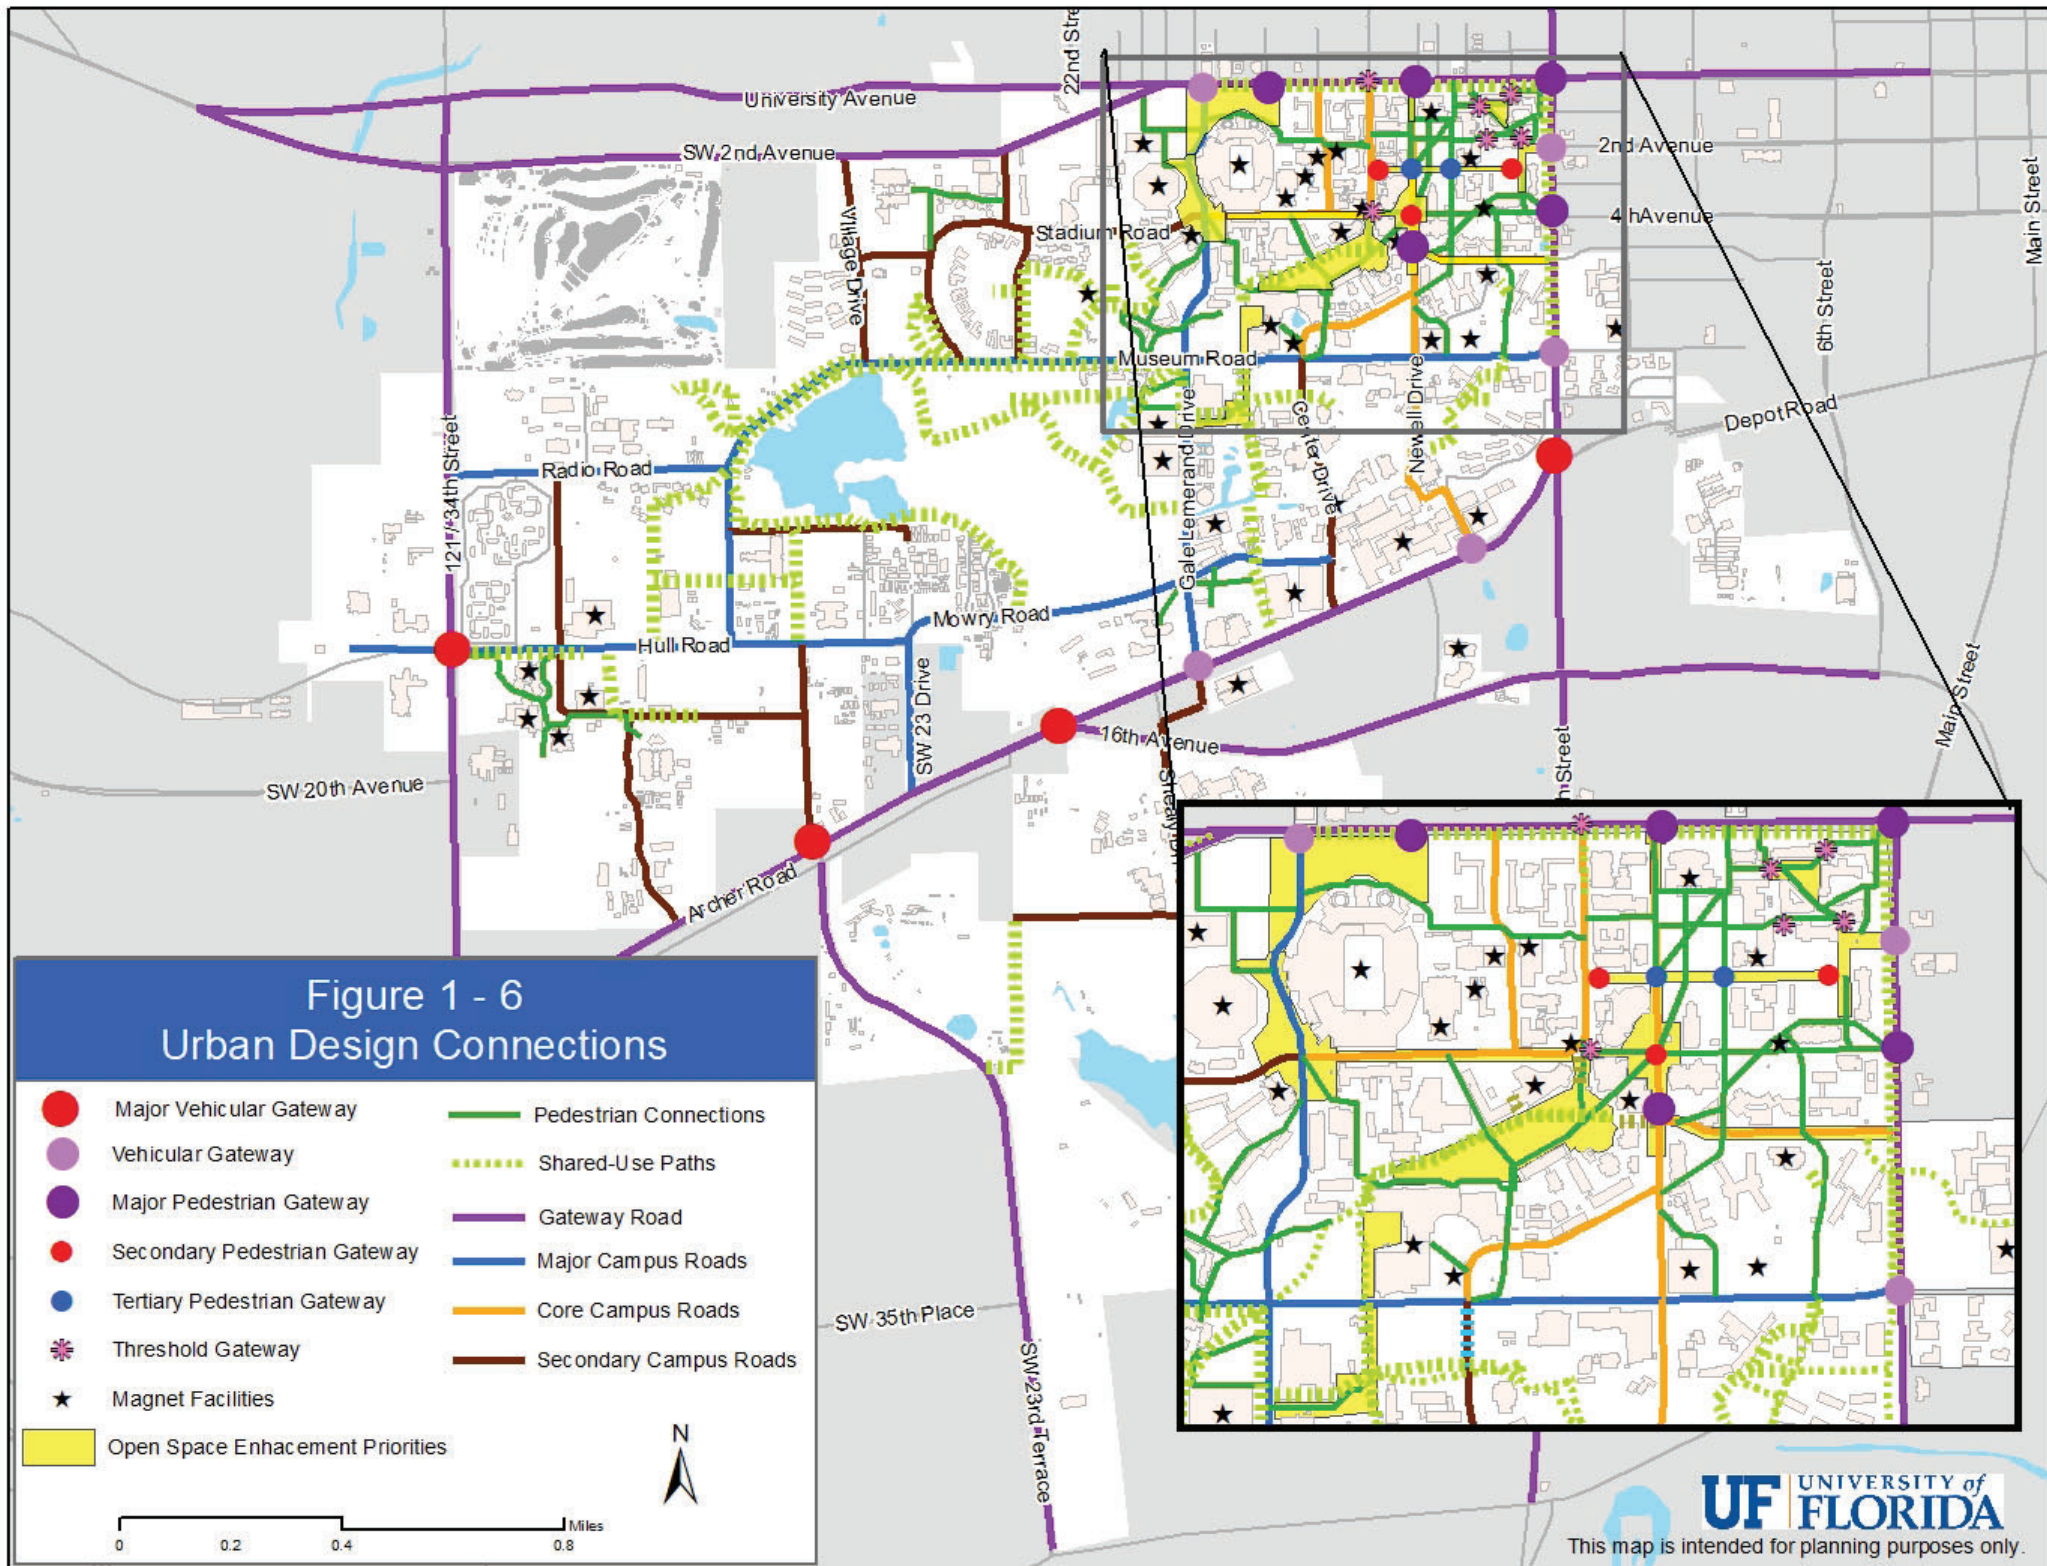 22nd Stre
University Avenue
SW 2nd Avenue
2nd Avenue
Main Street
4 hAvenue
Village Drive
Stadium Road
6th Street
Museum Road
Newell Drive
Depot Road
Center Drive
Gale Lemerand Drive
121 / 34th Street
Radio Road
Mowry Road
Hull Road
SW 23 Drive
Main Street
16th Avenue
Street
SW 20th Avenue
Archer Road
Figure 1 - 6
Urban Design Connections
Major Vehicular Gateway
Vehicular Gateway
Major Pedestrian Gateway
Secondary Pedestrian Gateway
Tertiary Pedestrian Gateway
Threshold Gateway
Magnet Facilities
Open Space Enhacement Priorities
Pedestrian Connections
Shared-Use Paths
Gateway Road
Major Campus Roads
Core Campus Roads
Secondary Campus Roads
N
Miles
0 0.2 0.4 0.8
SW 35th Place
SW 23rd Terrace
UF UNIVERSITY of
FLORIDA
This map is intended for planning purposes only.